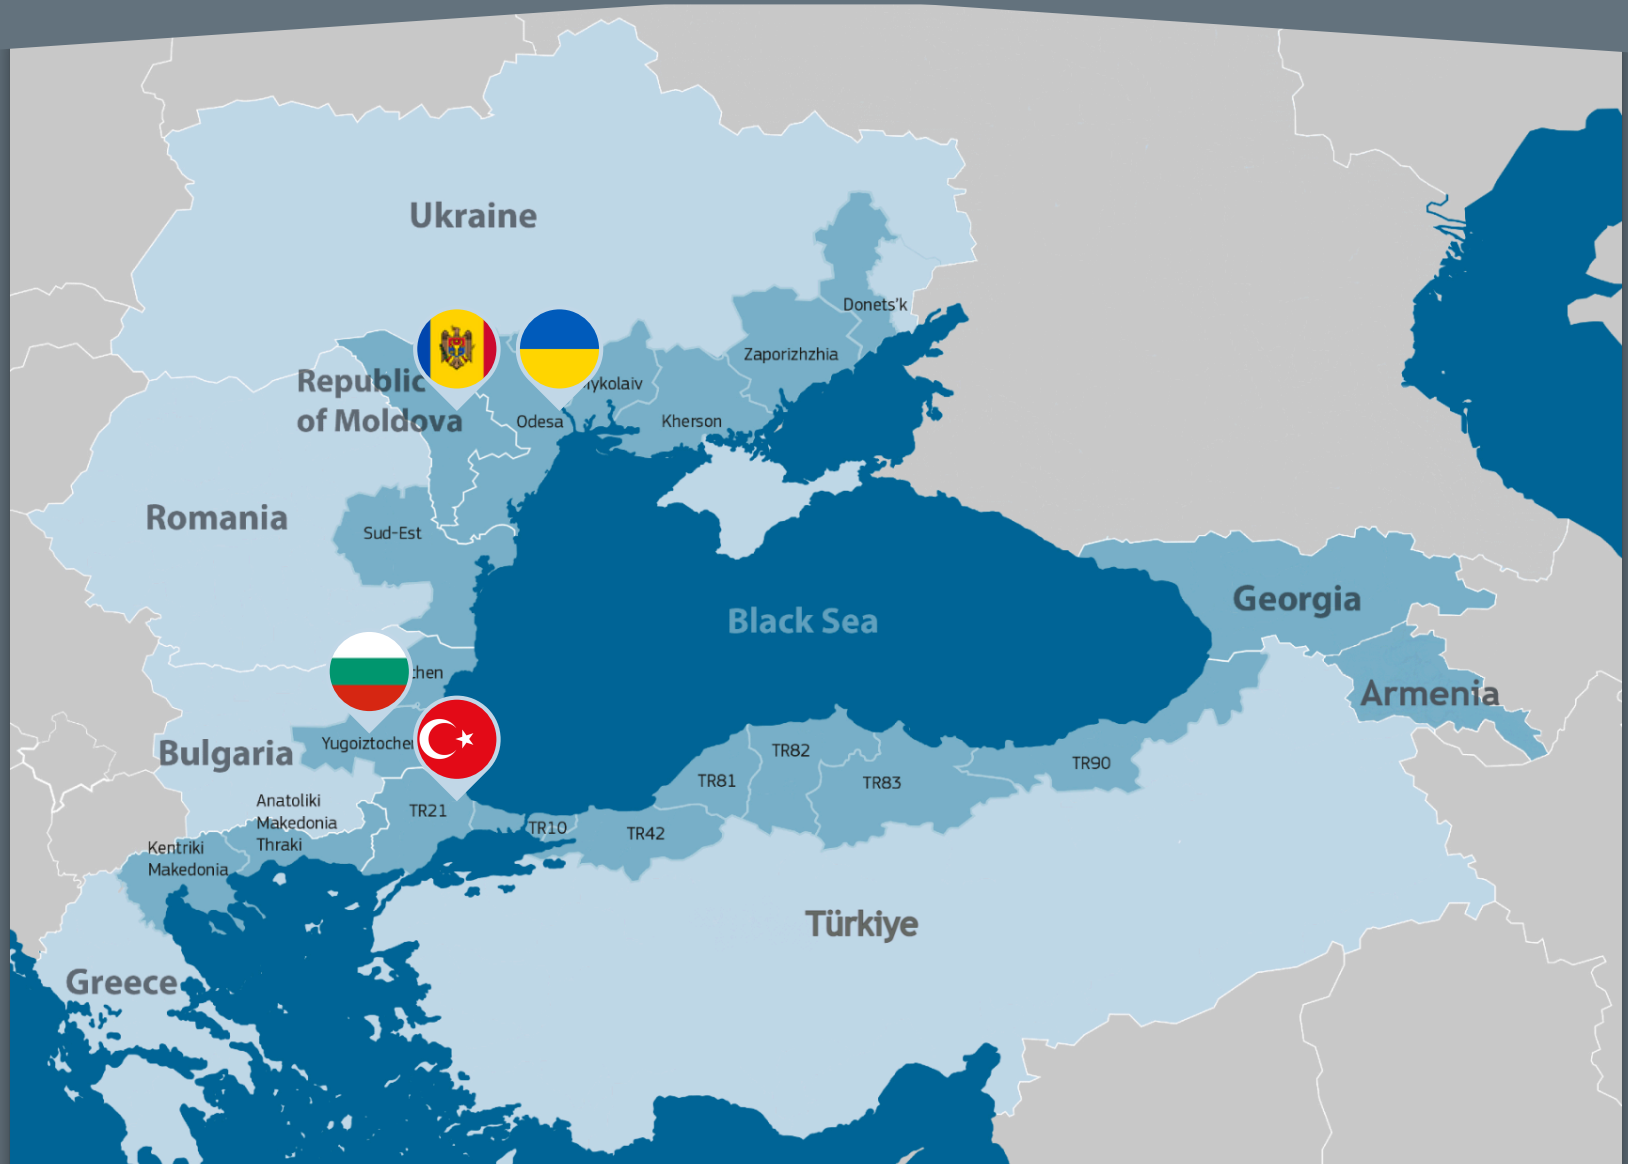 Ukraine
Donets'k
Zaporizhzhia
Republic
of Moldova
Odesa
Kherson
Romania
Sud-Est
Black Sea
Georgia
Armenia
Bulgaria
TR82
TR81
TR83
TR90
Anatoliki
Makedonia
Thraki
TR21
TR10
TR42
Kentriki
Makedonia
Türkiye
Greece